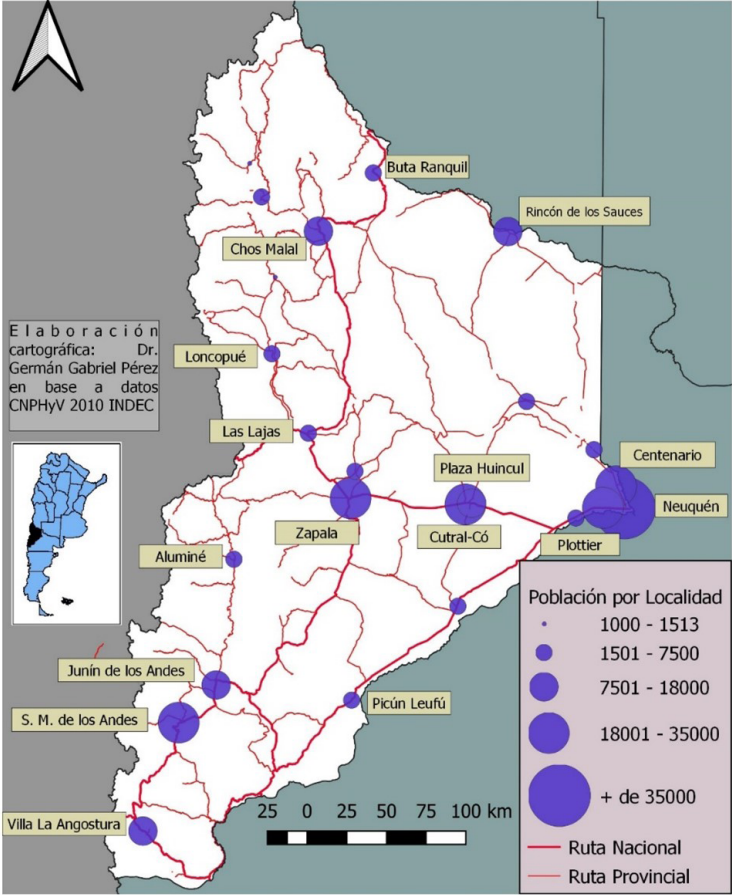 Buta Ranquil
Rincón de los Sauces
Chos Malal
Elaboración
cartográfica: Dr.
Germán Gabriel Pérez
en base a datos
CNPHyV 2010 INDEC
Loncopué
Las Lajas
Plaza Huincul
Centenario
Zapala
Cutral-Có
Neuquén
Plottier
Aluminé
Junín de los Andes
S. M. de los Andes
Picún Leufú
Villa La Angostura
25 0 25 50 75 100 km
Población por Localidad
1000 - 1513
1501 - 7500
7501 - 18000
18001 - 35000
+ de 35000
Ruta Nacional
Ruta Provincial